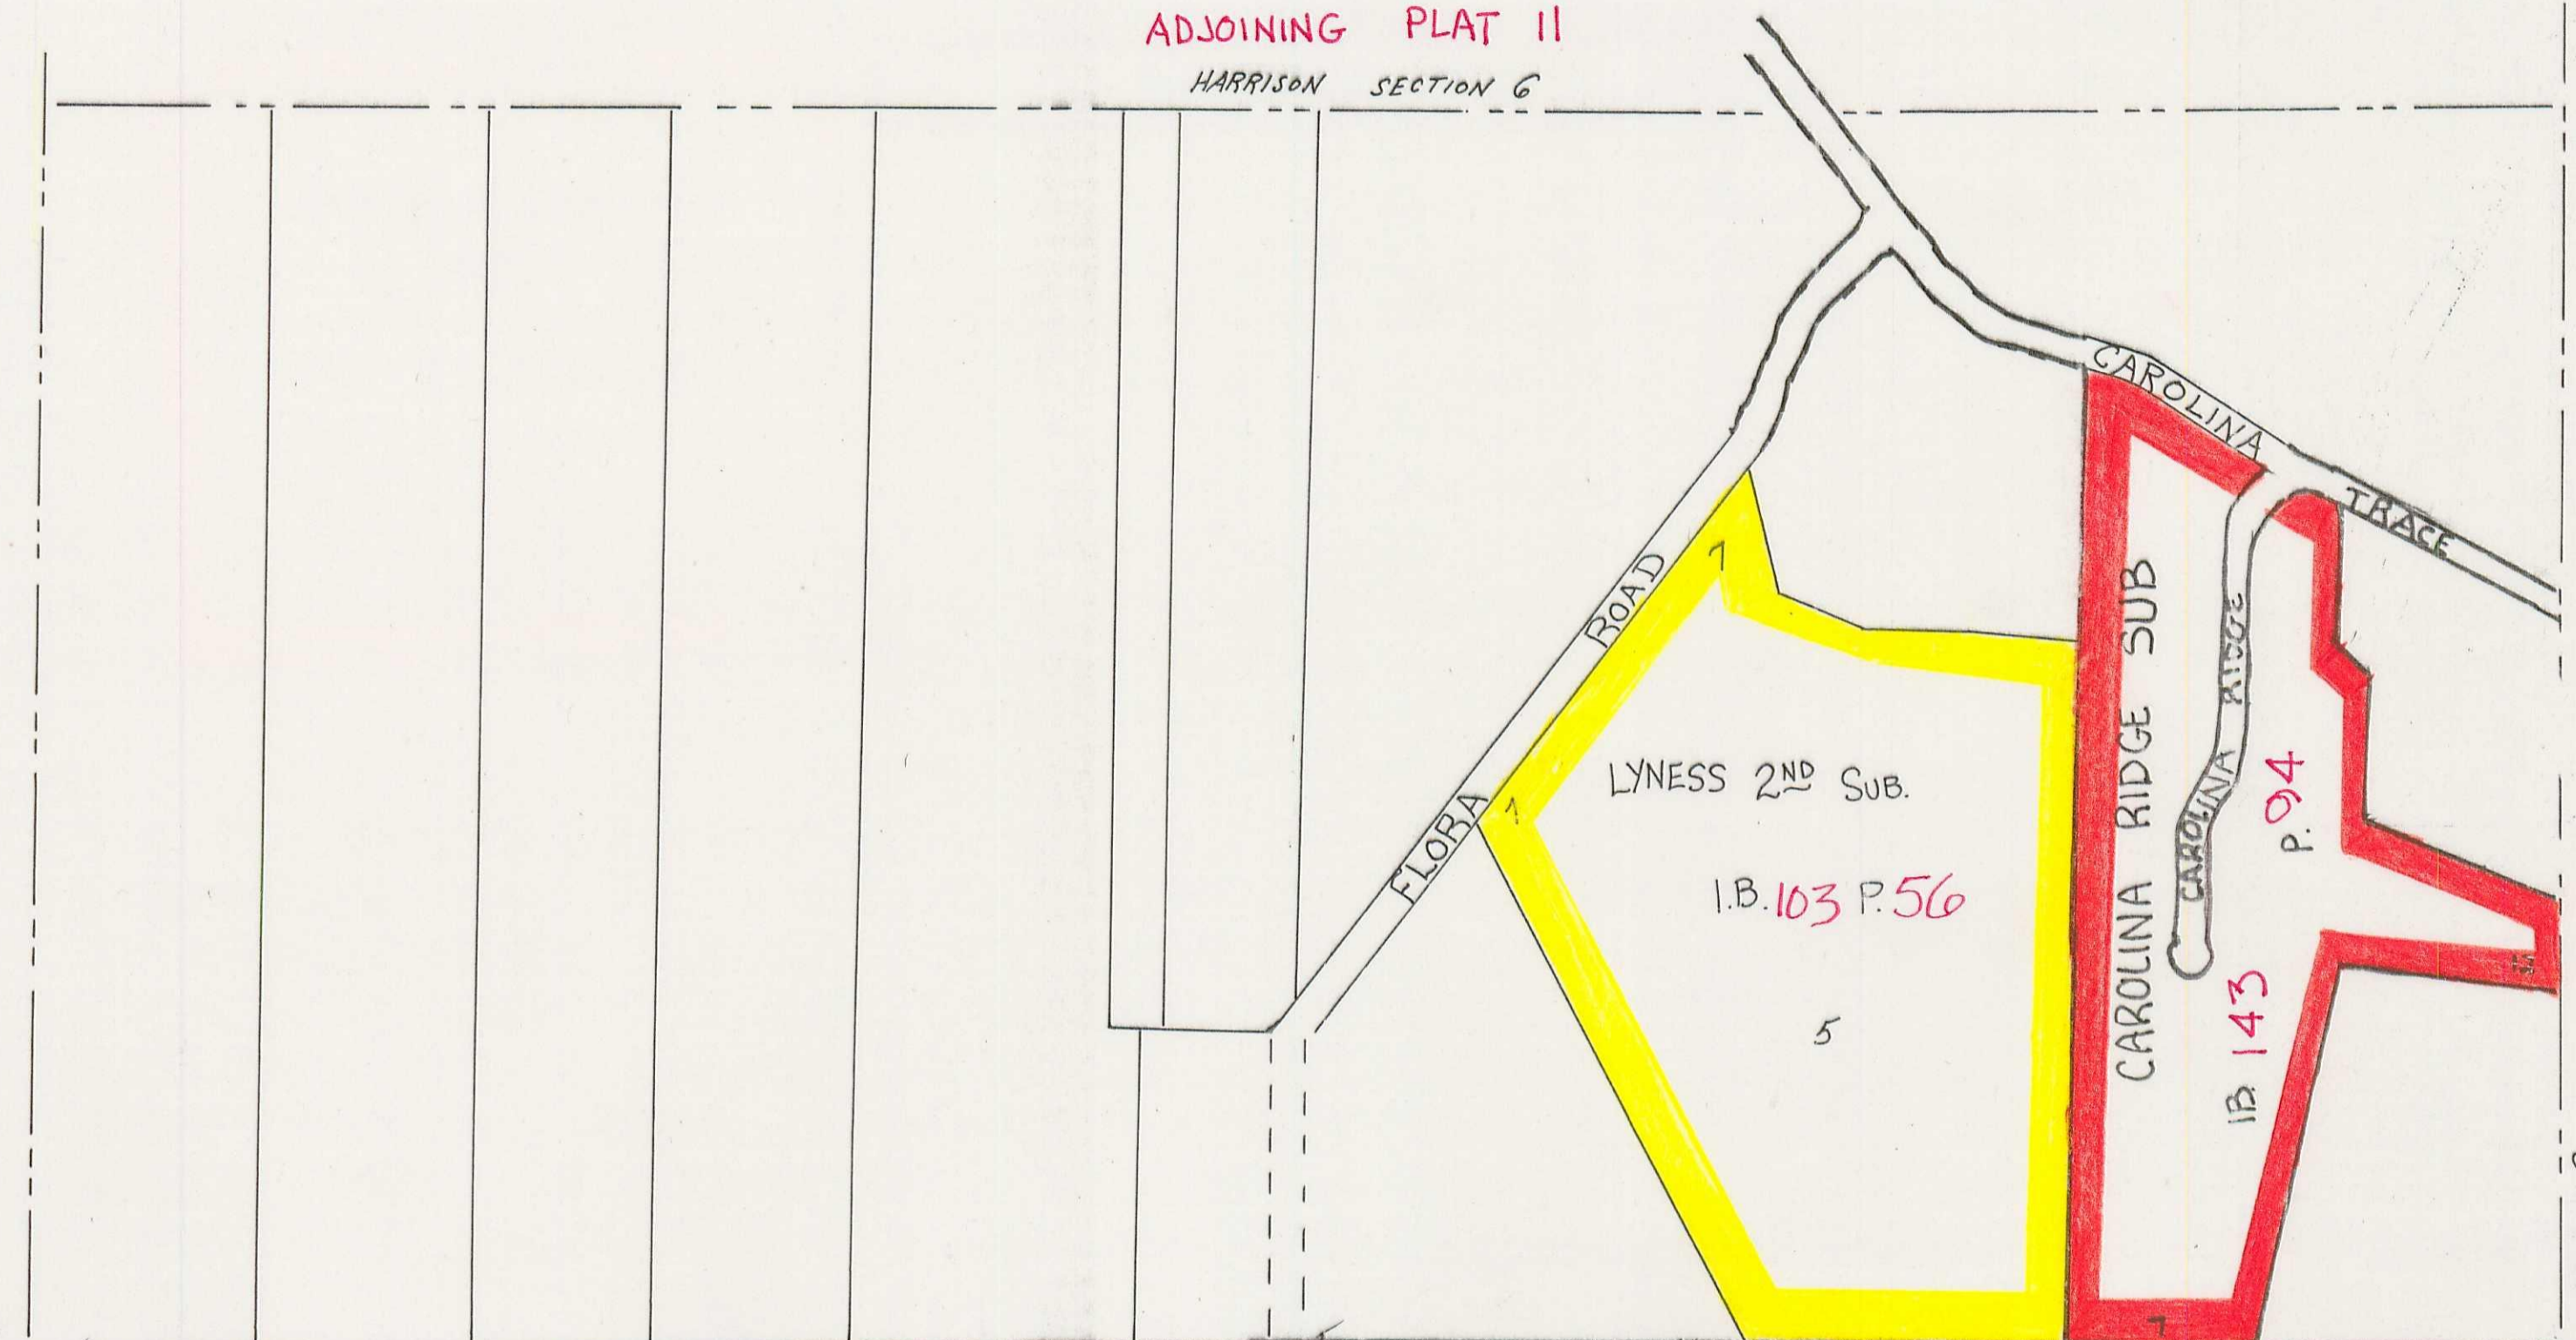 ADJOINING PLAT 11
HARRISON SECTION 6
CAROLINA TRACE
FLORA ROAD
7
7
LYNESS 2ND SUB.
I.B. 103 P. 56
5
CAROLINA RIDGE SUB
CAROLINA RIDGE
I.B. 143 P. 94
7